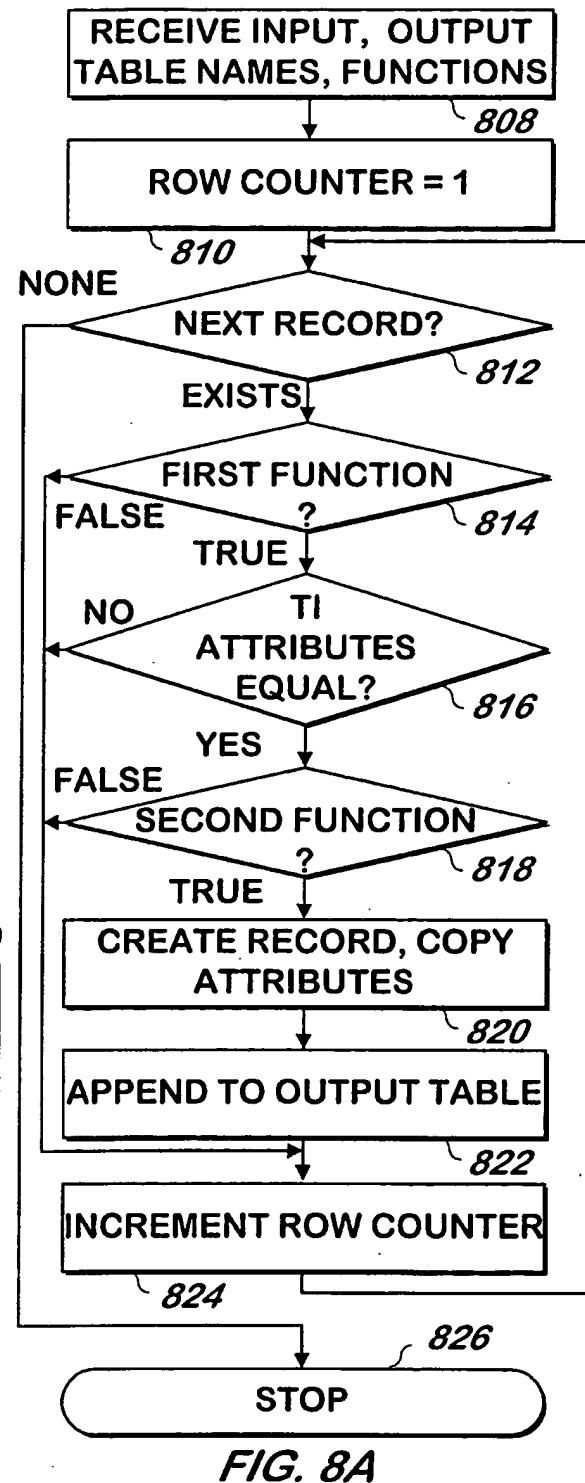 RECEIVE INPUT, OUTPUT
TABLE NAMES, FUNCTIONS
808
ROW COUNTER = 1
810
NONE
NEXT RECORD?
812
EXISTS
FIRST FUNCTION
?
814
FALSE
TRUE
TI
ATTRIBUTES
EQUAL?
NO
816
YES
FALSE
SECOND FUNCTION
?
818
TRUE
CREATE RECORD, COPY
ATTRIBUTES
820
APPEND TO OUTPUT TABLE
822
INCREMENT ROW COUNTER
824
826
STOP
FIG. 8A